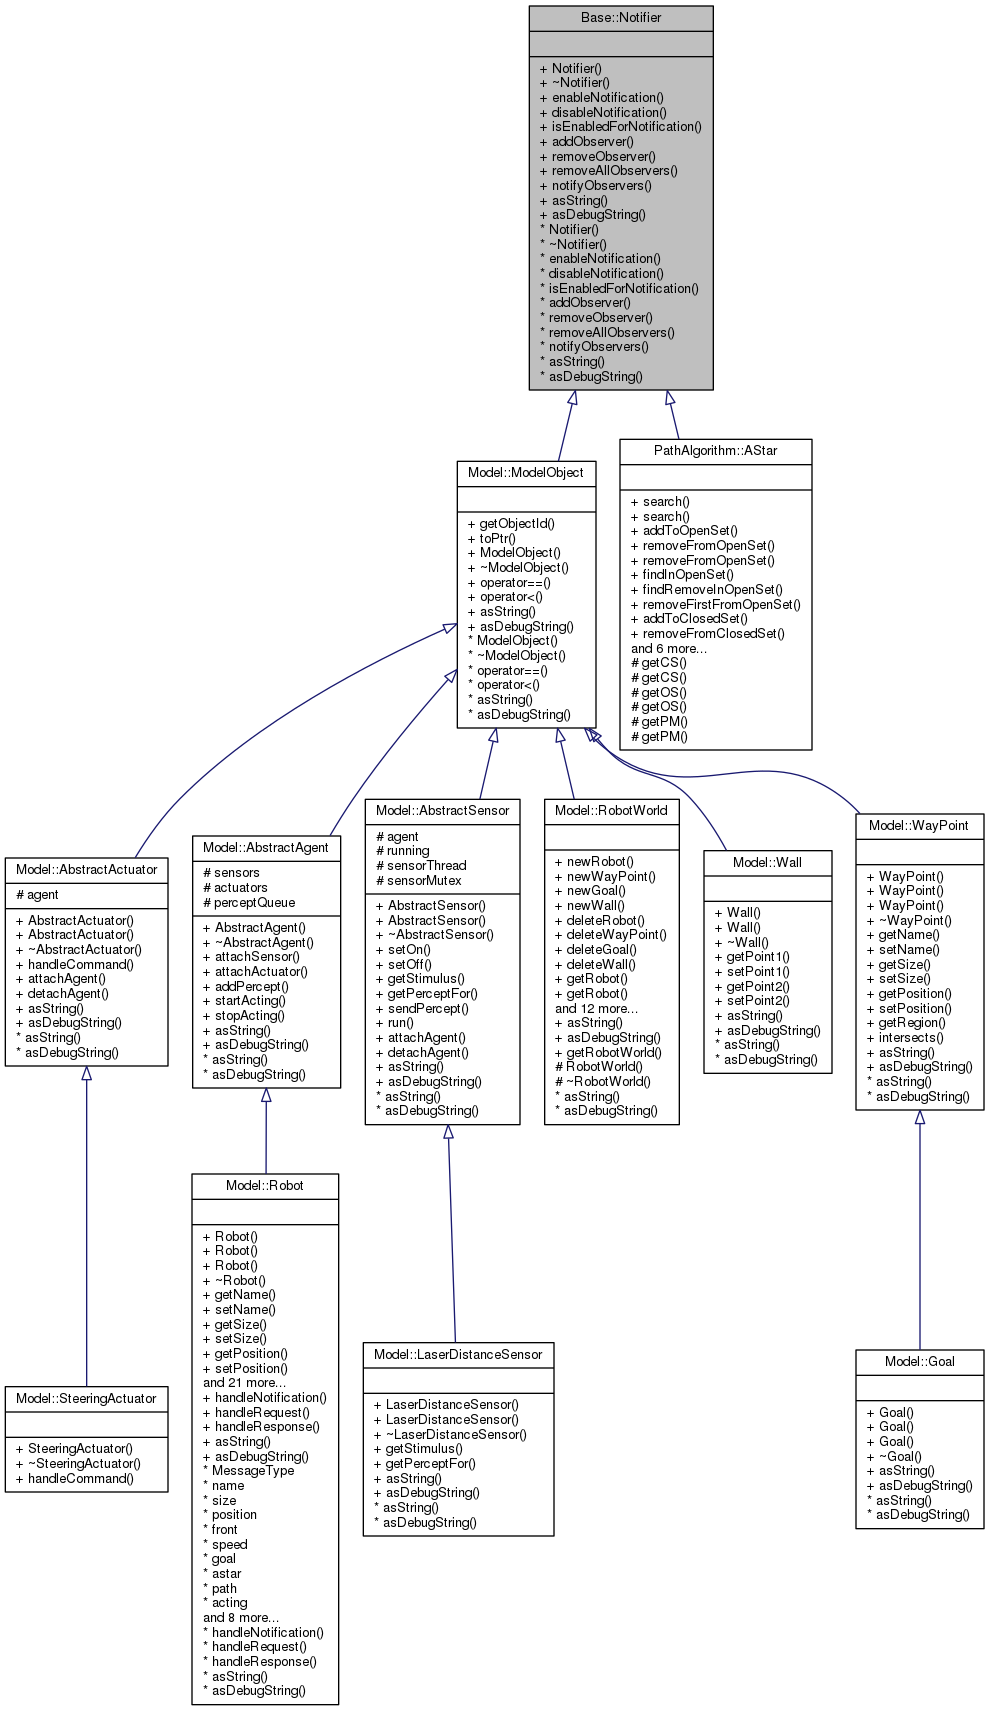 Base::Notifier
+ Notifier()
+ ~Notifier()
+ enableNotification()
+ disableNotification()
+ isEnabledForNotification()
+ addObserver()
+ removeObserver()
+ removeAllObservers()
+ notifyObservers()
+ asString()
+ asDebugString()
* Notifier()
* ~Notifier()
* enableNotification()
* disableNotification()
* isEnabledForNotification()
* addObserver()
* removeObserver()
* removeAllObservers()
* notifyObservers()
* asString()
* asDebugString()
Model::ModelObject
+ getObjectId()
+ toPtr()
+ ModelObject()
+ ~ModelObject()
+ operator==()
+ operator<()
+ asString()
+ asDebugString()
* ModelObject()
* ~ModelObject()
* operator==()
* operator<()
* asString()
* asDebugString()
PathAlgorithm::AStar
+ search()
+ search()
+ addToOpenSet()
+ removeFromOpenSet()
+ removeFromOpenSet()
+ findInOpenSet()
+ findRemoveInOpenSet()
+ removeFirstFromOpenSet()
+ addToClosedSet()
+ removeFromClosedSet()
and 6 more...
# getCS()
# getCS()
# getOS()
# getOS()
# getPM()
# getPM()
Model::AbstractActuator
# agent
+ AbstractActuator()
+ AbstractActuator()
+ ~AbstractActuator()
+ handleCommand()
+ attachAgent()
+ detachAgent()
+ asString()
+ asDebugString()
* asString()
* asDebugString()
Model::AbstractAgent
# sensors
# actuators
# perceptQueue
+ AbstractAgent()
+ ~AbstractAgent()
+ attachSensor()
+ attachActuator()
+ addPercept()
+ startActing()
+ stopActing()
+ asString()
+ asDebugString()
* asString()
* asDebugString()
Model::AbstractSensor
# agent
# running
# sensorThread
# sensorMutex
+ AbstractSensor()
+ AbstractSensor()
+ ~AbstractSensor()
+ setOn()
+ setOff()
+ getStimulus()
+ getPerceptFor()
+ sendPercept()
+ run()
+ attachAgent()
+ detachAgent()
+ asString()
+ asDebugString()
* asString()
* asDebugString()
Model::RobotWorld
+ newRobot()
+ newWayPoint()
+ newGoal()
+ newWall()
+ deleteRobot()
+ deleteWayPoint()
+ deleteGoal()
+ deleteWall()
+ getRobot()
+ getRobot()
and 12 more...
+ asString()
+ asDebugString()
+ getRobotWorld()
# RobotWorld()
# ~RobotWorld()
* asString()
* asDebugString()
Model::Wall
+ Wall()
+ Wall()
+ ~Wall()
+ getPoint1()
+ setPoint1()
+ getPoint2()
+ setPoint2()
+ asString()
+ asDebugString()
* asString()
* asDebugString()
Model::WayPoint
+ WayPoint()
+ WayPoint()
+ WayPoint()
+ ~WayPoint()
+ getName()
+ setName()
+ getSize()
+ setSize()
+ getPosition()
+ setPosition()
+ getRegion()
+ intersects()
+ asString()
+ asDebugString()
* asString()
* asDebugString()
Model::SteeringActuator
+ SteeringActuator()
+ ~SteeringActuator()
+ handleCommand()
Model::Robot
+ Robot()
+ Robot()
+ Robot()
+ ~Robot()
+ getName()
+ setName()
+ getSize()
+ setSize()
+ getPosition()
+ setPosition()
and 21 more...
+ handleNotification()
+ handleRequest()
+ handleResponse()
+ asString()
+ asDebugString()
* MessageType
* name
* size
* position
* front
* speed
* goal
* astar
* path
* acting
and 8 more...
* handleNotification()
* handleRequest()
* handleResponse()
* asString()
* asDebugString()
Model::LaserDistanceSensor
+ LaserDistanceSensor()
+ LaserDistanceSensor()
+ ~LaserDistanceSensor()
+ getStimulus()
+ getPerceptFor()
+ asString()
+ asDebugString()
* asString()
* asDebugString()
Model::Goal
+ Goal()
+ Goal()
+ Goal()
+ ~Goal()
+ asString()
+ asDebugString()
* asString()
* asDebugString()